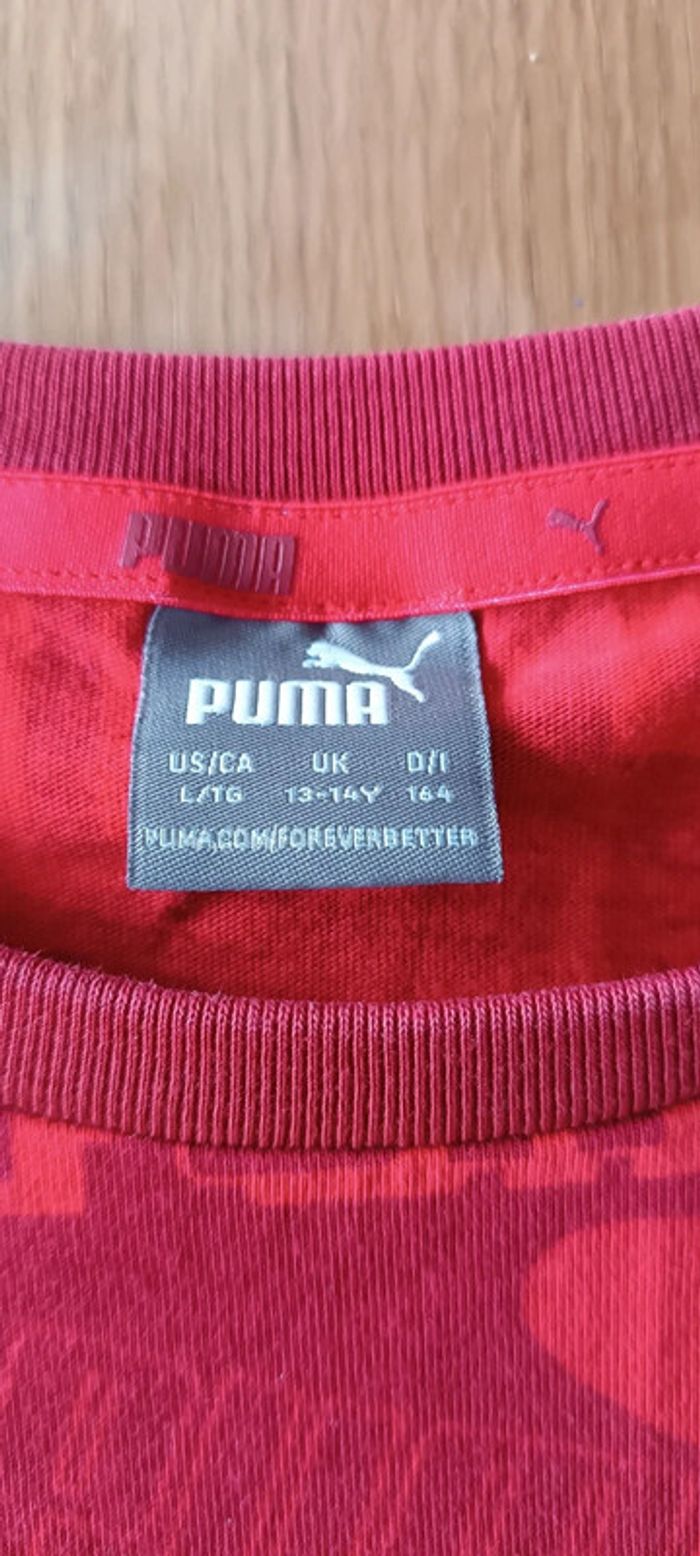 PUMA
PUMA
US/CA UK D/I
L/TG 13-14Y 164
PUMA.COM/FOREVERBETTER